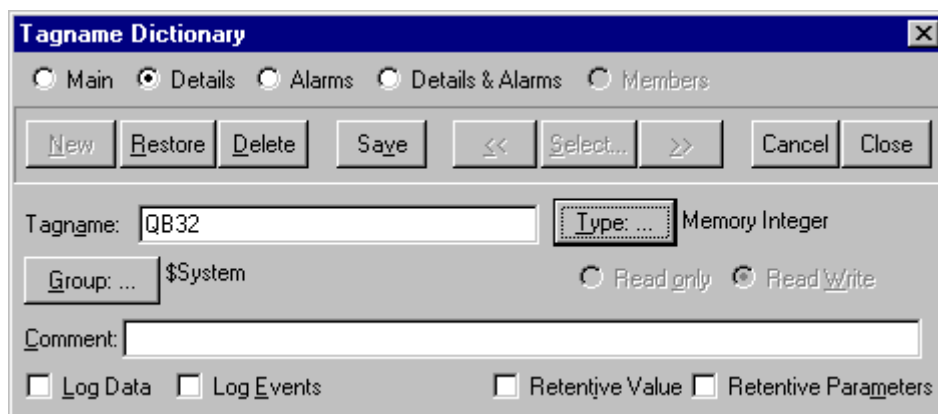 Tagname Dictionary
Main Details Alarms Details & Alarms Members
New Restore Delete Save << Select... >> Cancel Close
Tagname: QB32 Type: ... Memory Integer
Group: ... $System Read only Read Write
Comment:
Log Data Log Events Retentive Value Retentive Parameters